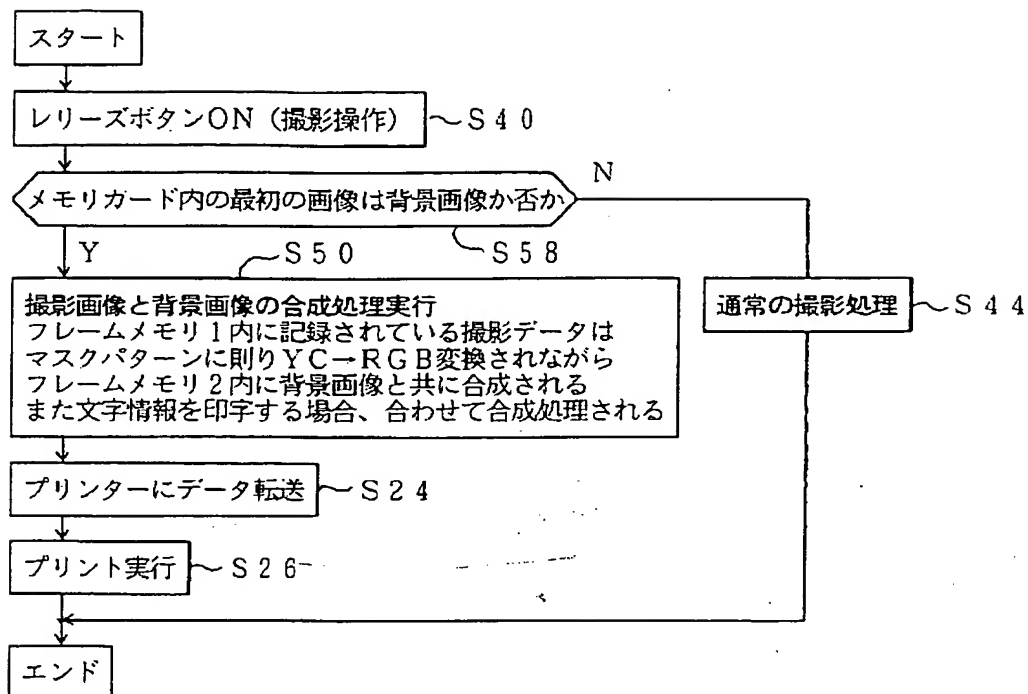 スタート
レリーズボタンON（撮影操作）
S40
メモリガード内の最初の画像は背景画像か否か
N
S58
Y
S50
撮影画像と背景画像の合成処理実行
フレームメモリ1内に記録されている撮影データは
マスクパターンに則りYC→RGB変換されながら
フレームメモリ2内に背景画像と共に合成される
また文字情報を印字する場合、合わせて合成処理される
通常の撮影処理
S44
プリンターにデータ転送
S24
プリント実行
S26
エンド